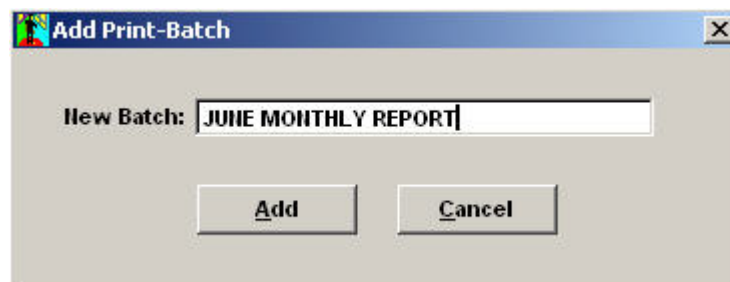 Add Print-Batch
New Batch: JUNE MONTHLY REPORT
Add Cancel